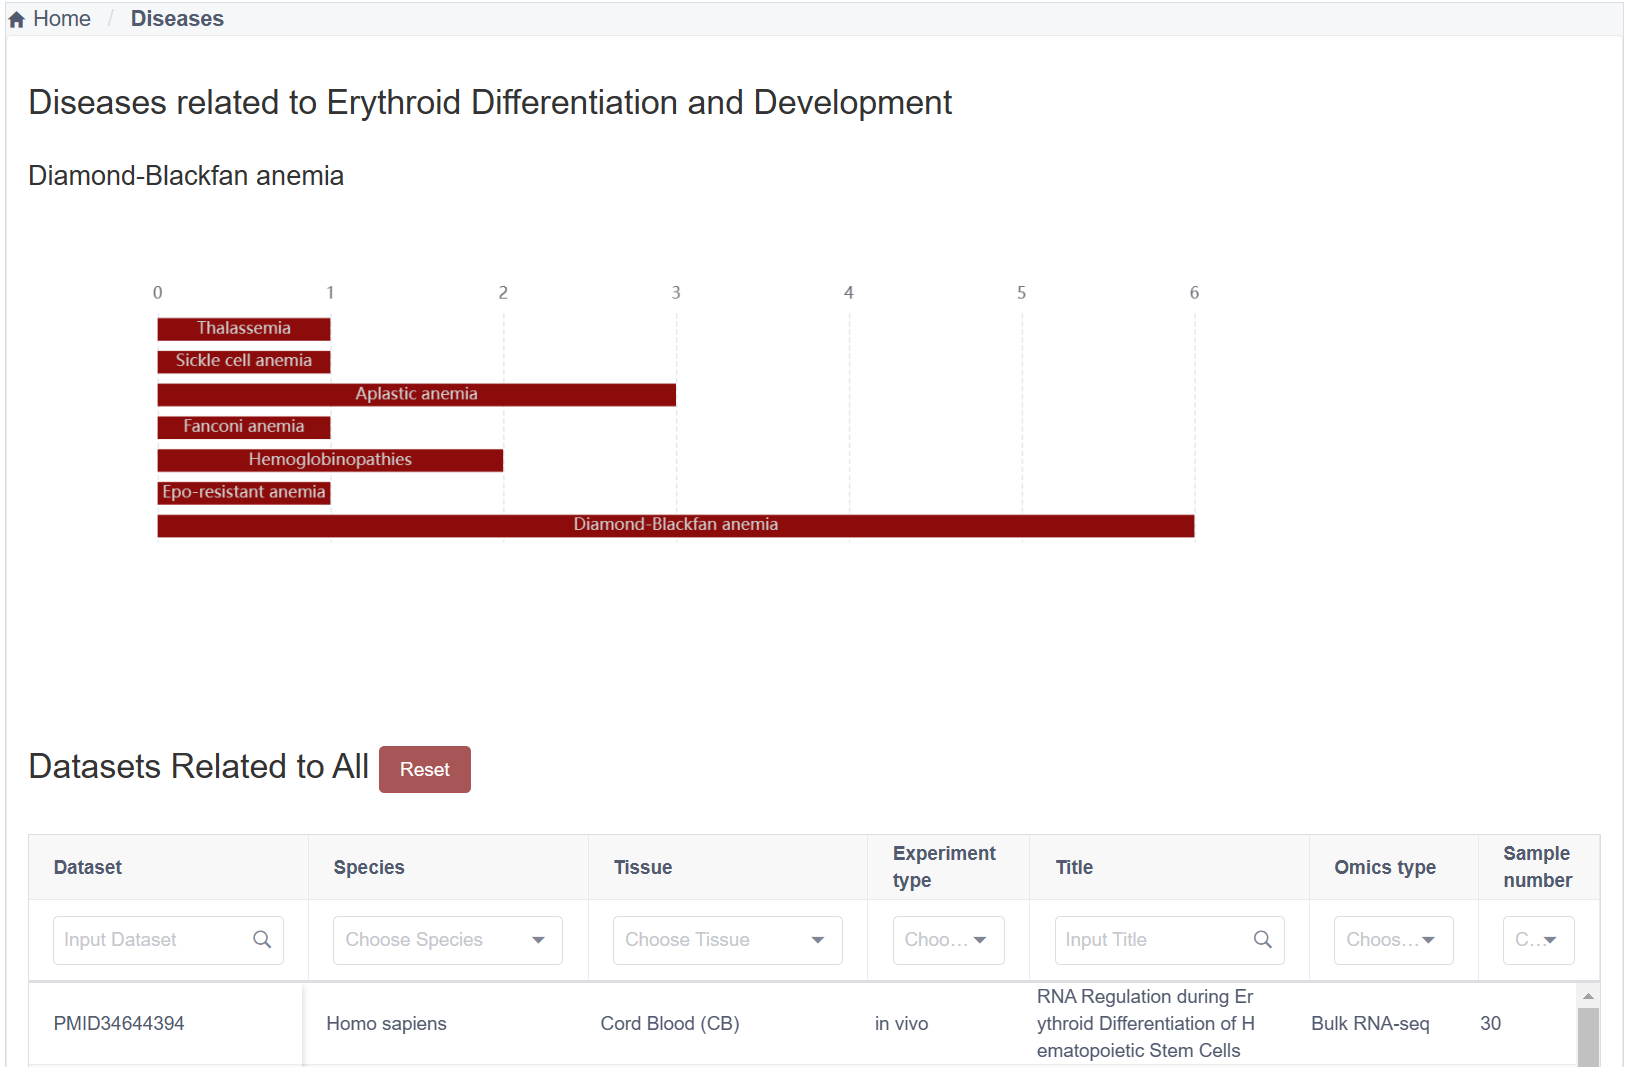 Home / Diseases
Diseases related to Erythroid Differentiation and Development
Diamond-Blackfan anemia
0 1 2 3 4 5 6
Thalassemia
Sickle cell anemia
Aplastic anemia
Fanconi anemia
Hemoglobinopathies
Epo-resistant anemia
Diamond-Blackfan anemia
Datasets Related to All Reset
Dataset Species Tissue Experiment type Title Omics type Sample number
Input Dataset Choose Species Choose Tissue Choo... Input Title Choos... C...
PMID34644394 Homo sapiens Cord Blood (CB) in vivo RNA Regulation during Er
ythroid Differentiation of H
ematopoietic Stem Cells Bulk RNA-seq 30